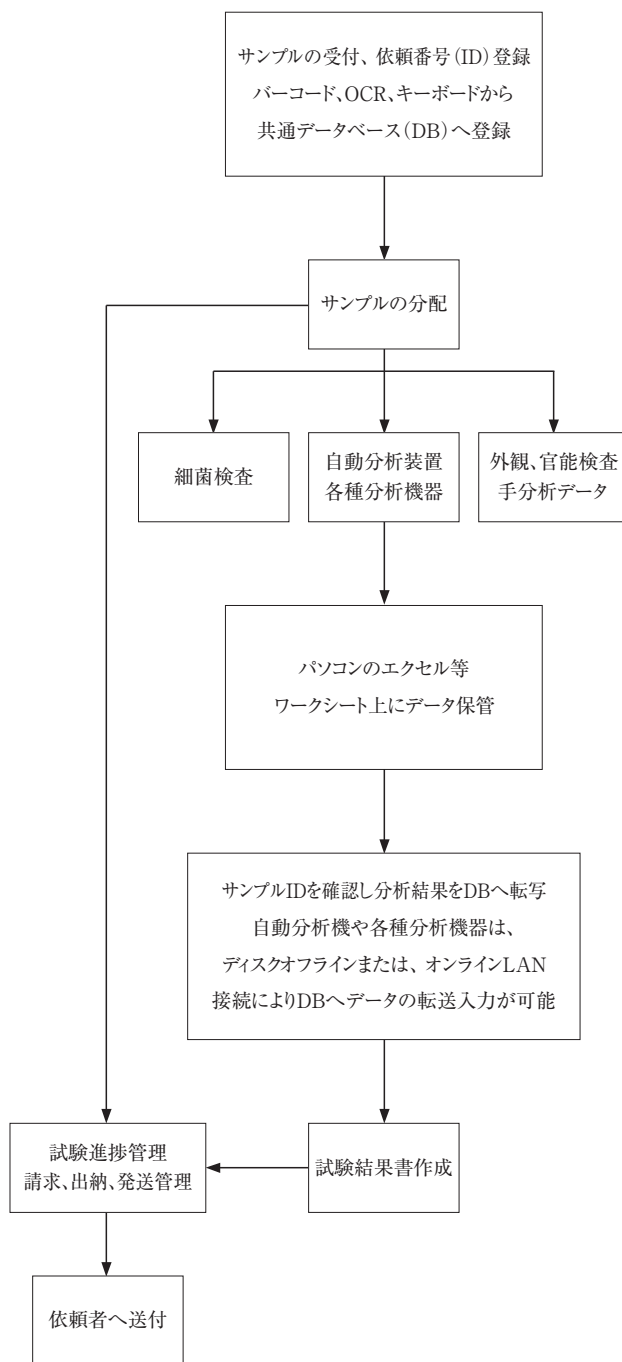 サンプルの受付、依頼番号(ID)登録
バーコード、OCR、キーボードから
共通データベース(DB)へ登録
サンプルの分配
細菌検査
自動分析装置
各種分析機器
外観、官能検査
手分析データ
パソコンのエクセル等
ワークシート上にデータ保管
サンプルIDを確認し分析結果をDBへ転写
自動分析機や各種分析機器は、
ディスクオフラインまたは、オンラインLAN
接続によりDBへデータの転送入力が可能
試験進捗管理
請求、出納、発送管理
試験結果書作成
依頼者へ送付